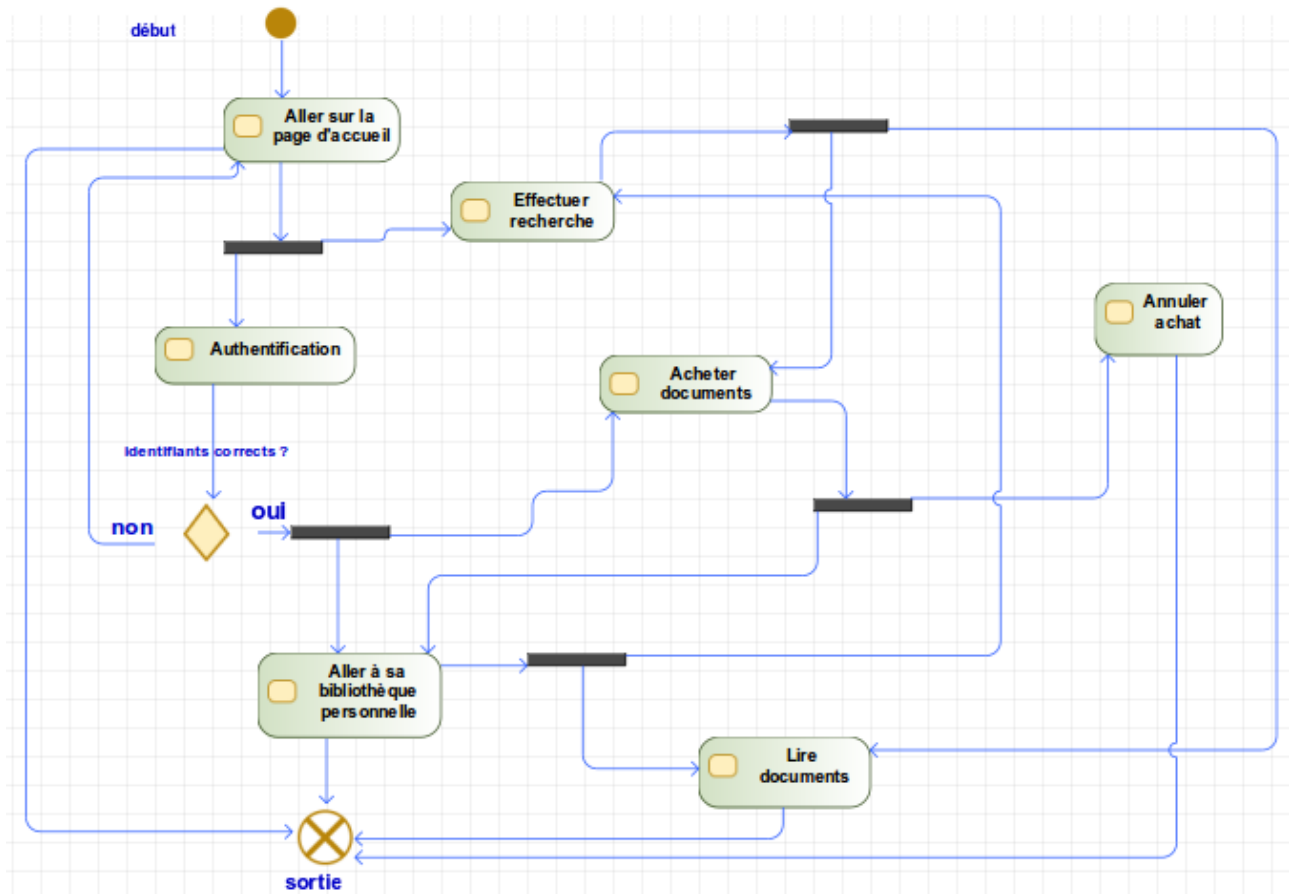 début
Aller sur la
page d'accueil
Effectuer
recherche
Annuler
achat
Authentification
Acheter
documents
Identifiants corrects ?
non
oui
Aller à sa
bibliothèque
personnelle
Lire
documents
sortie